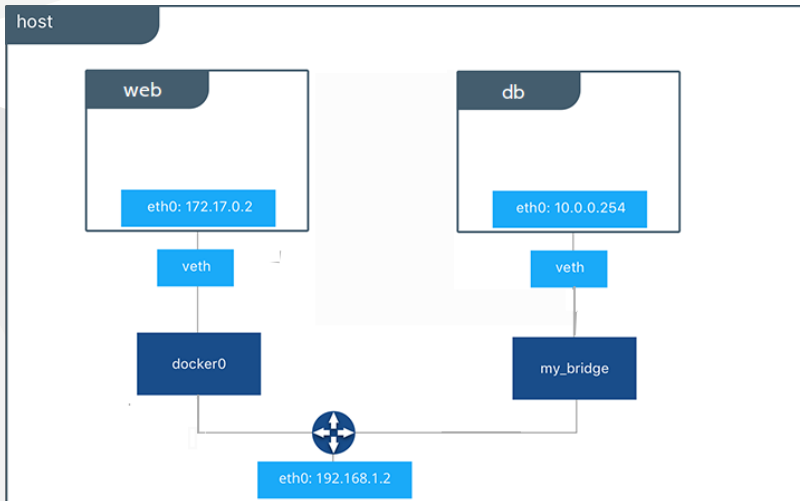 host
web
db
eth0: 172.17.0.2
eth0: 10.0.0.254
veth
veth
docker0
my_bridge
eth0: 192.168.1.2